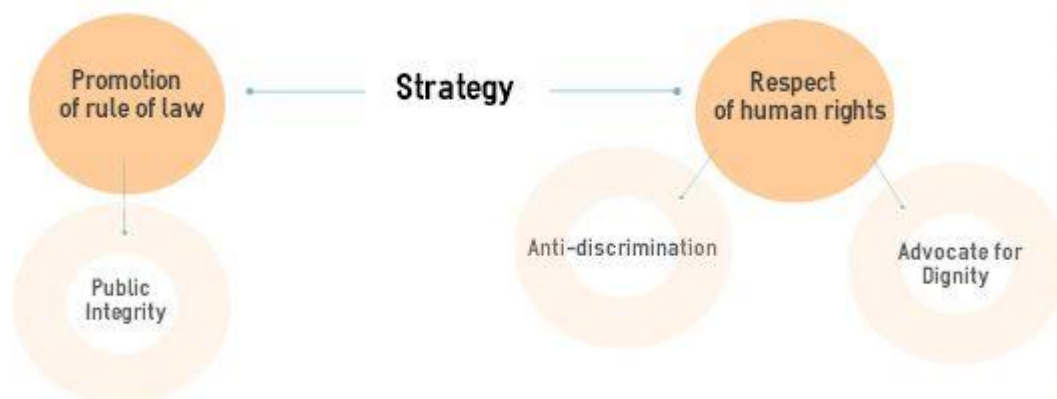 Promotion
of rule of law
Strategy
Respect
of human rights
Anti-discrimination
Advocate for
Dignity
Public
Integrity